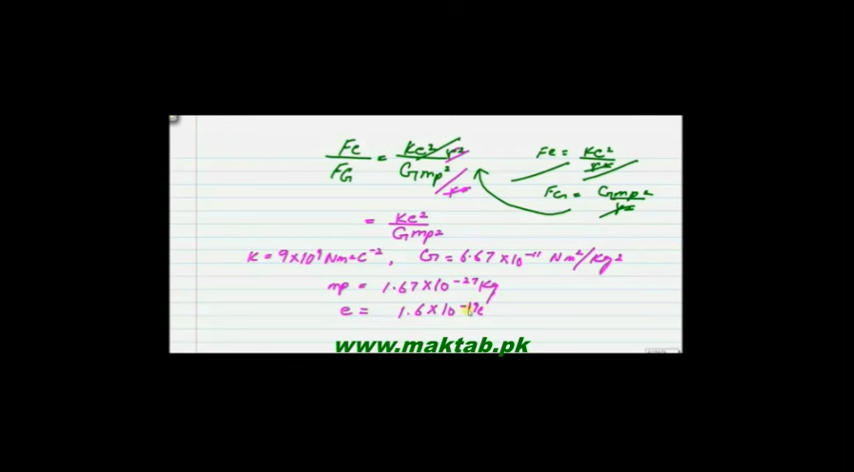 Fe/FG = Ke²/r² / Gmp²/r²
Fe = Ke²/r²
FG = Gmp²/r²
= Ke²/Gmp²
K = 9×10⁹ Nm²C⁻², G = 6.67×10⁻¹¹ Nm²/Kg²
mp = 1.67×10⁻²⁷ Kg
e = 1.6×10⁻¹⁹c
www.maktab.pk